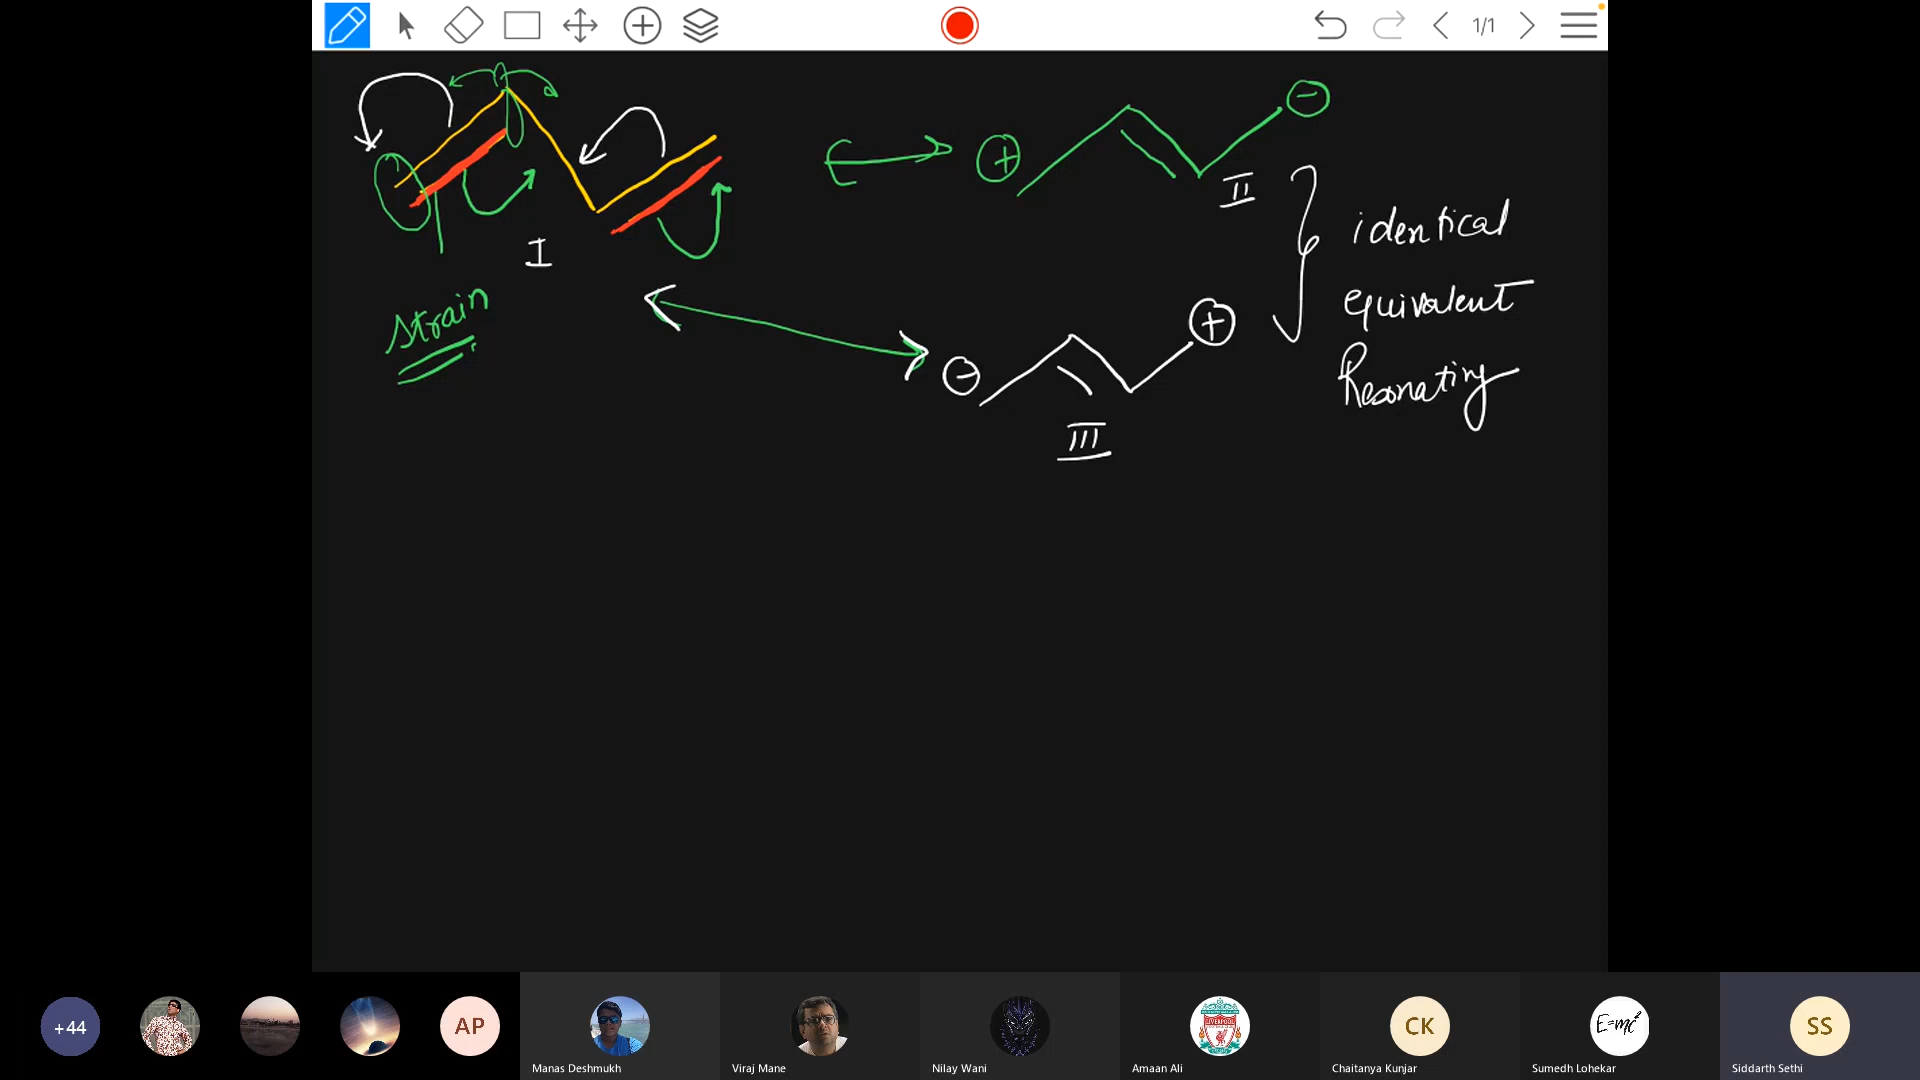 1/1
I
strain
⊕
⊖
II
⊖
⊕
III
identical
equivalent
Resonating
+44
AP
E=mc²
CK
SS
Manas Deshmukh
Viraj Mane
Nilay Wani
Amaan Ali
Chaitanya Kunjar
Sumedh Lohekar
Siddarth Sethi